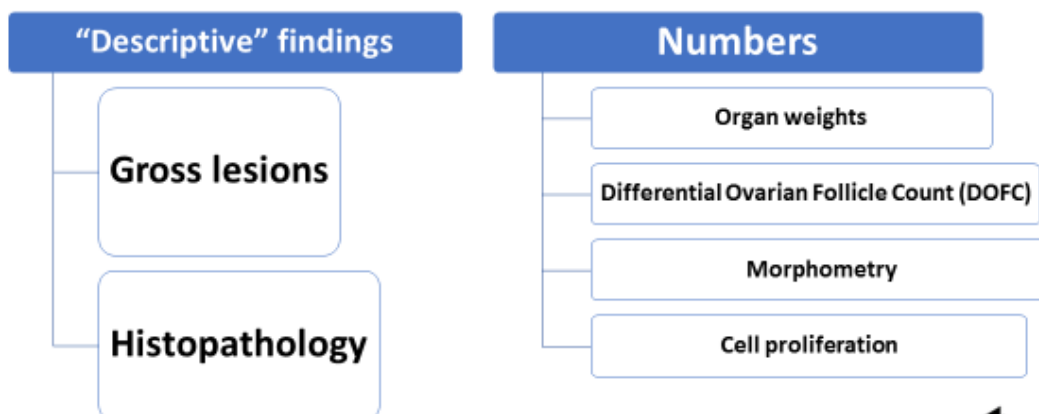 “Descriptive” findings
Gross lesions
Histopathology
Numbers
Organ weights
Differential Ovarian Follicle Count (DOFC)
Morphometry
Cell proliferation